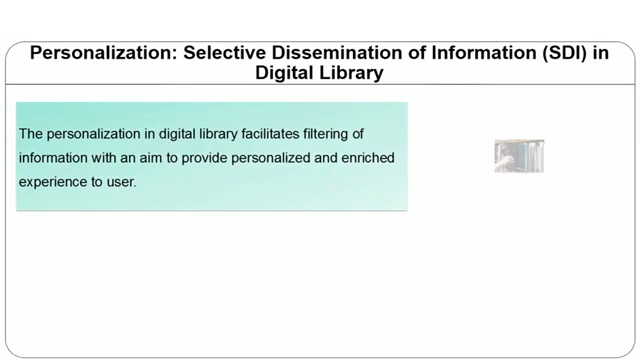 Personalization: Selective Dissemination of Information (SDI) in
Digital Library
The personalization in digital library facilitates filtering of
information with an aim to provide personalized and enriched
experience to user.